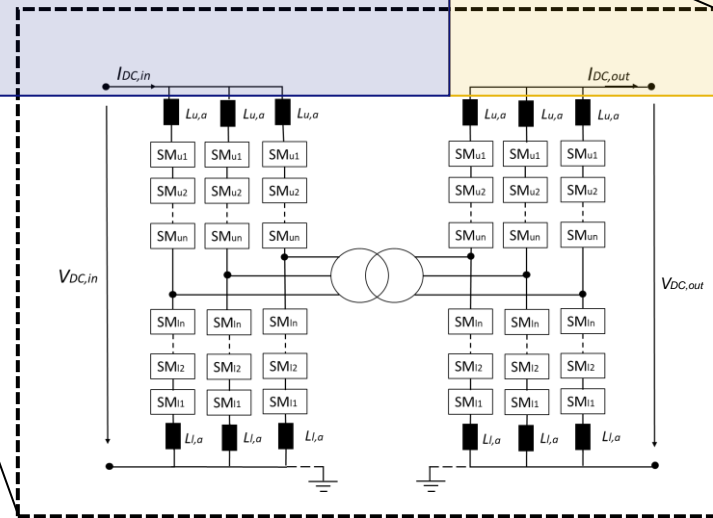 IDC,in IDC,out
Lu,a Lu,a Lu,a Lu,a Lu,a Lu,a
SMu1 SMu1 SMu1 SMu1 SMu1 SMu1
SMu2 SMu2 SMu2 SMu2 SMu2 SMu2
SMun SMun SMun SMun SMun SMun
VDC,in VDC,out
SMln SMln SMln SMln SMln SMln
SMl2 SMl2 SMl2 SMl2 SMl2 SMl2
SMl1 SMl1 SMl1 SMl1 SMl1 SMl1
Ll,a Ll,a Ll,a Ll,a Ll,a Ll,a